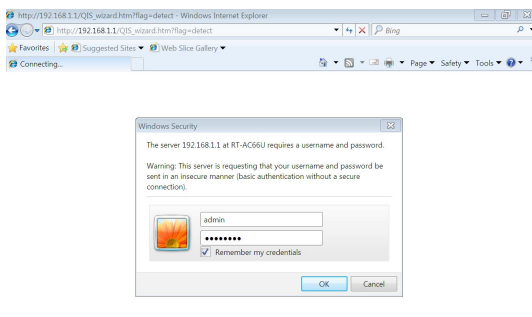 http://192.168.1.1/QIS_wizard.htm?flag=detect - Windows Internet Explorer
http://192.168.1.1/QIS_wizard.htm?flag=detect
Bing
Favorites Suggested Sites Web Slice Gallery
Connecting...
Page Safety Tools
Windows Security
The server 192.168.1.1 at RT-AC66U requires a username and password.
Warning: This server is requesting that your username and password be
sent in an insecure manner (basic authentication without a secure
connection).
admin
●●●●●●●●
Remember my credentials
OK Cancel